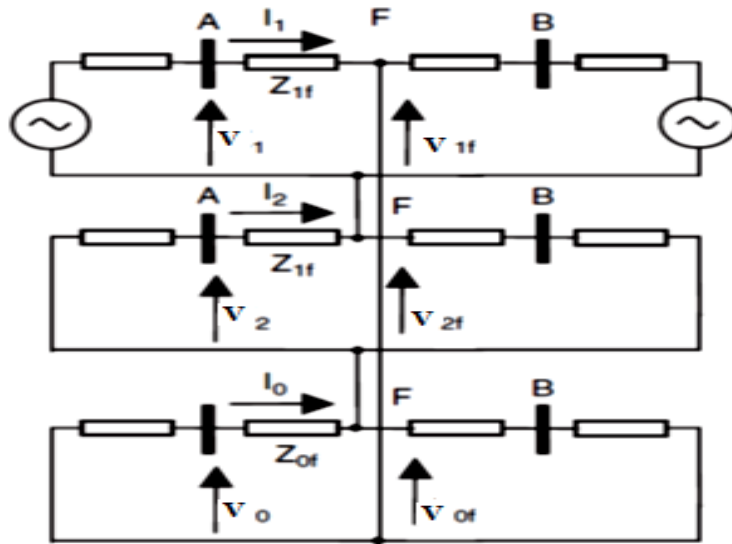 A I₁ F B
Z₁f
V ₁ V ₁f
A I₂ F B
Z₁f
V ₂ V ₂f
I₀ F B
Z₀f
V ₀ V ₀f